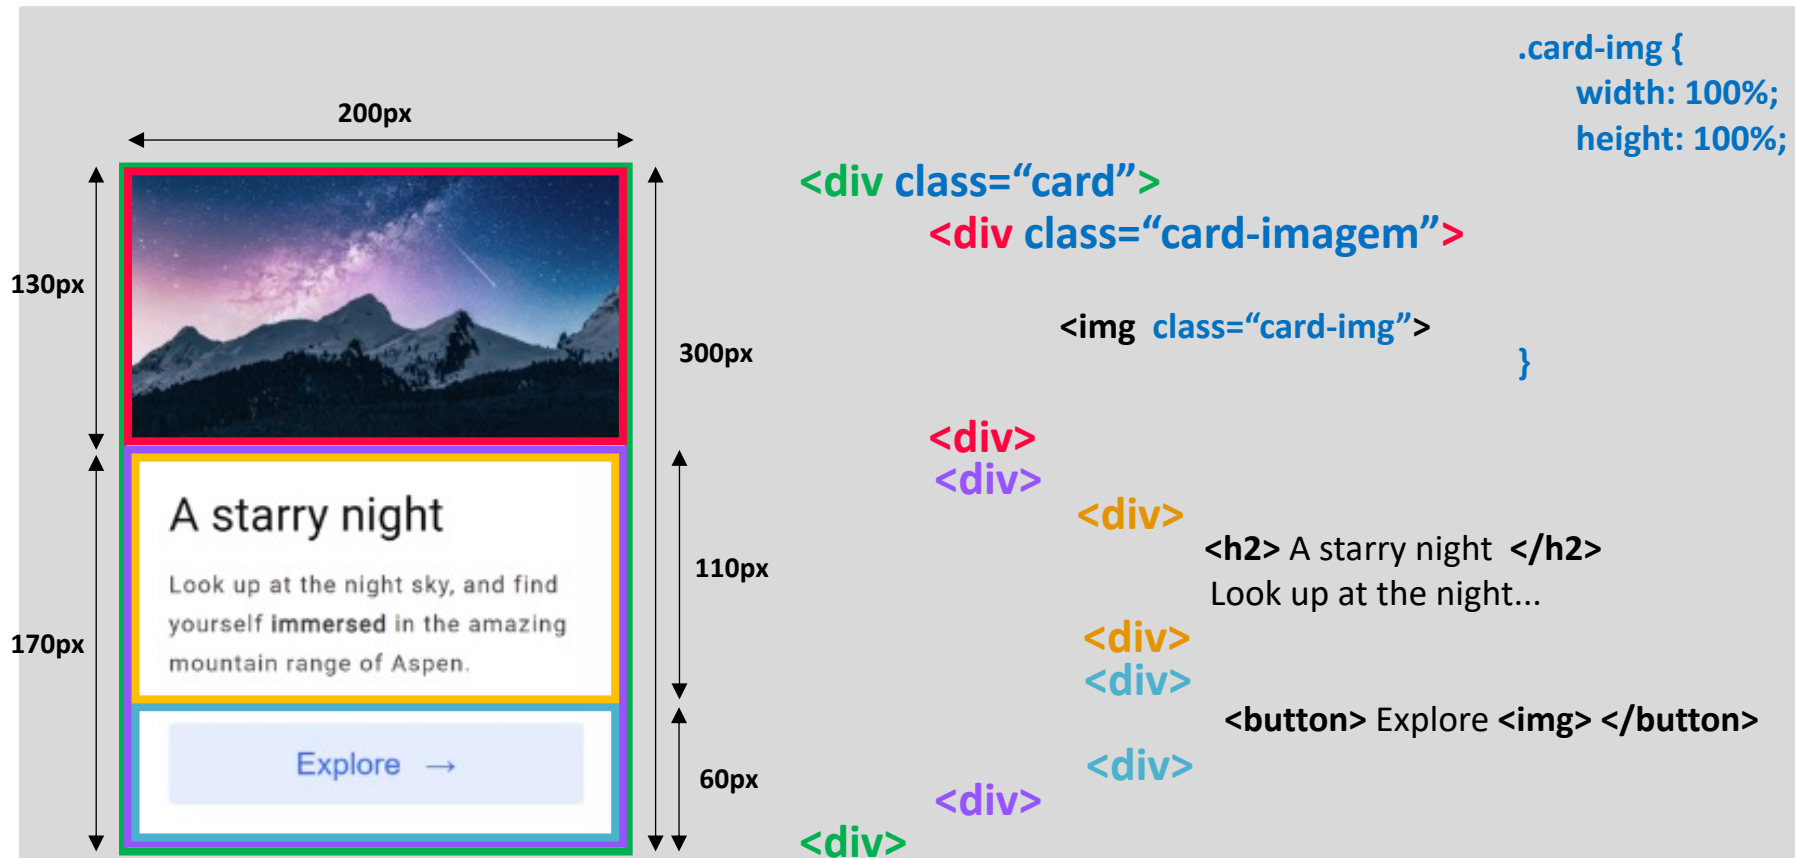 .card-img {
width: 100%;
height: 100%;
}
200px
130px
300px
170px
110px
60px
A starry night
Look up at the night sky, and find
yourself immersed in the amazing
mountain range of Aspen.
Explore →
<div class=“card”>
<div class=“card-imagem”>
<img class=“card-img”>
<div>
<div>
<div>
<h2> A starry night </h2>
Look up at the night...
<div>
<div>
<button> Explore <img> </button>
<div>
<div>
<div>